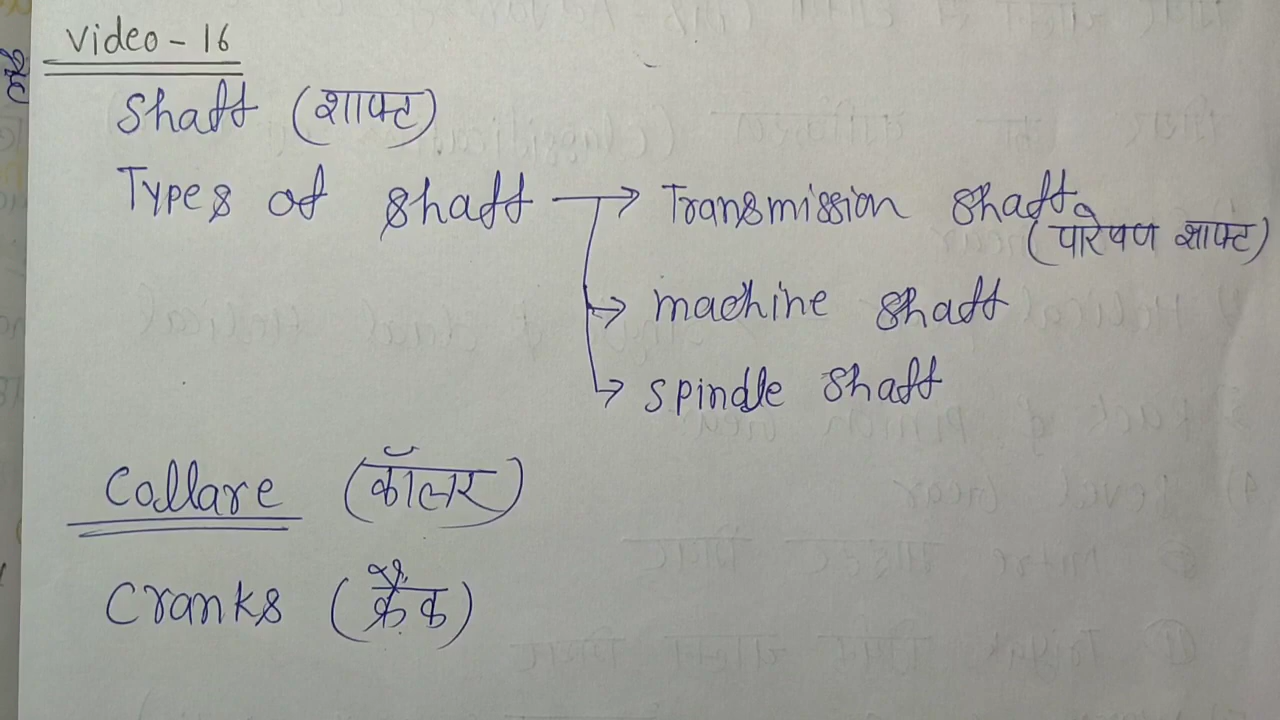 Video - 16
Shaft (शाफ्ट)
Types of shaft → Transmission shaft
(पारेषण शाफ्ट)
→ machine shaft
→ spindle shaft
Collare (कॉलर)
Cranks (क्रैंक)